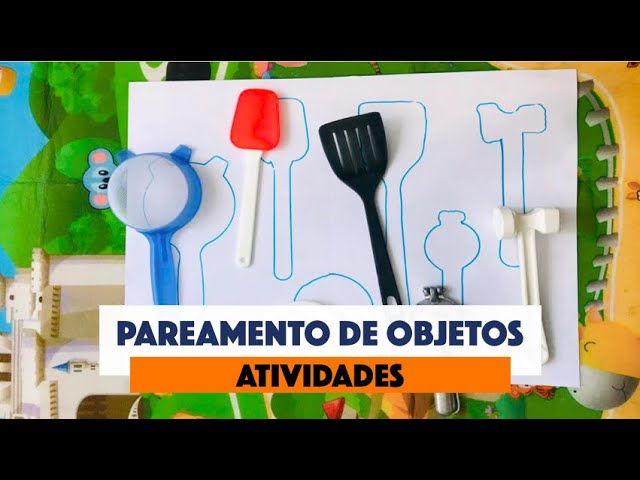 PAREAMENTO DE OBJETOS
ATIVIDADES